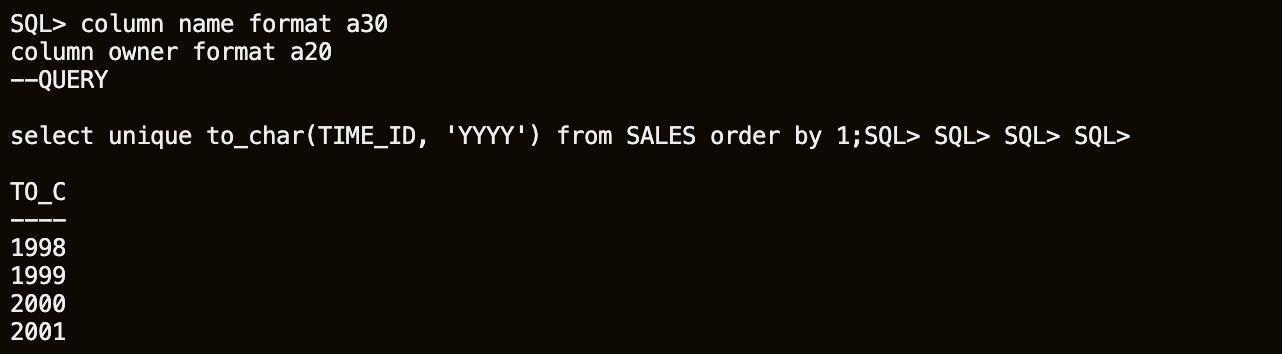 SQL> column name format a30
column owner format a20
--QUERY
select unique to_char(TIME_ID, 'YYYY') from SALES order by 1;SQL> SQL> SQL> SQL>
TO_C
----
1998
1999
2000
2001